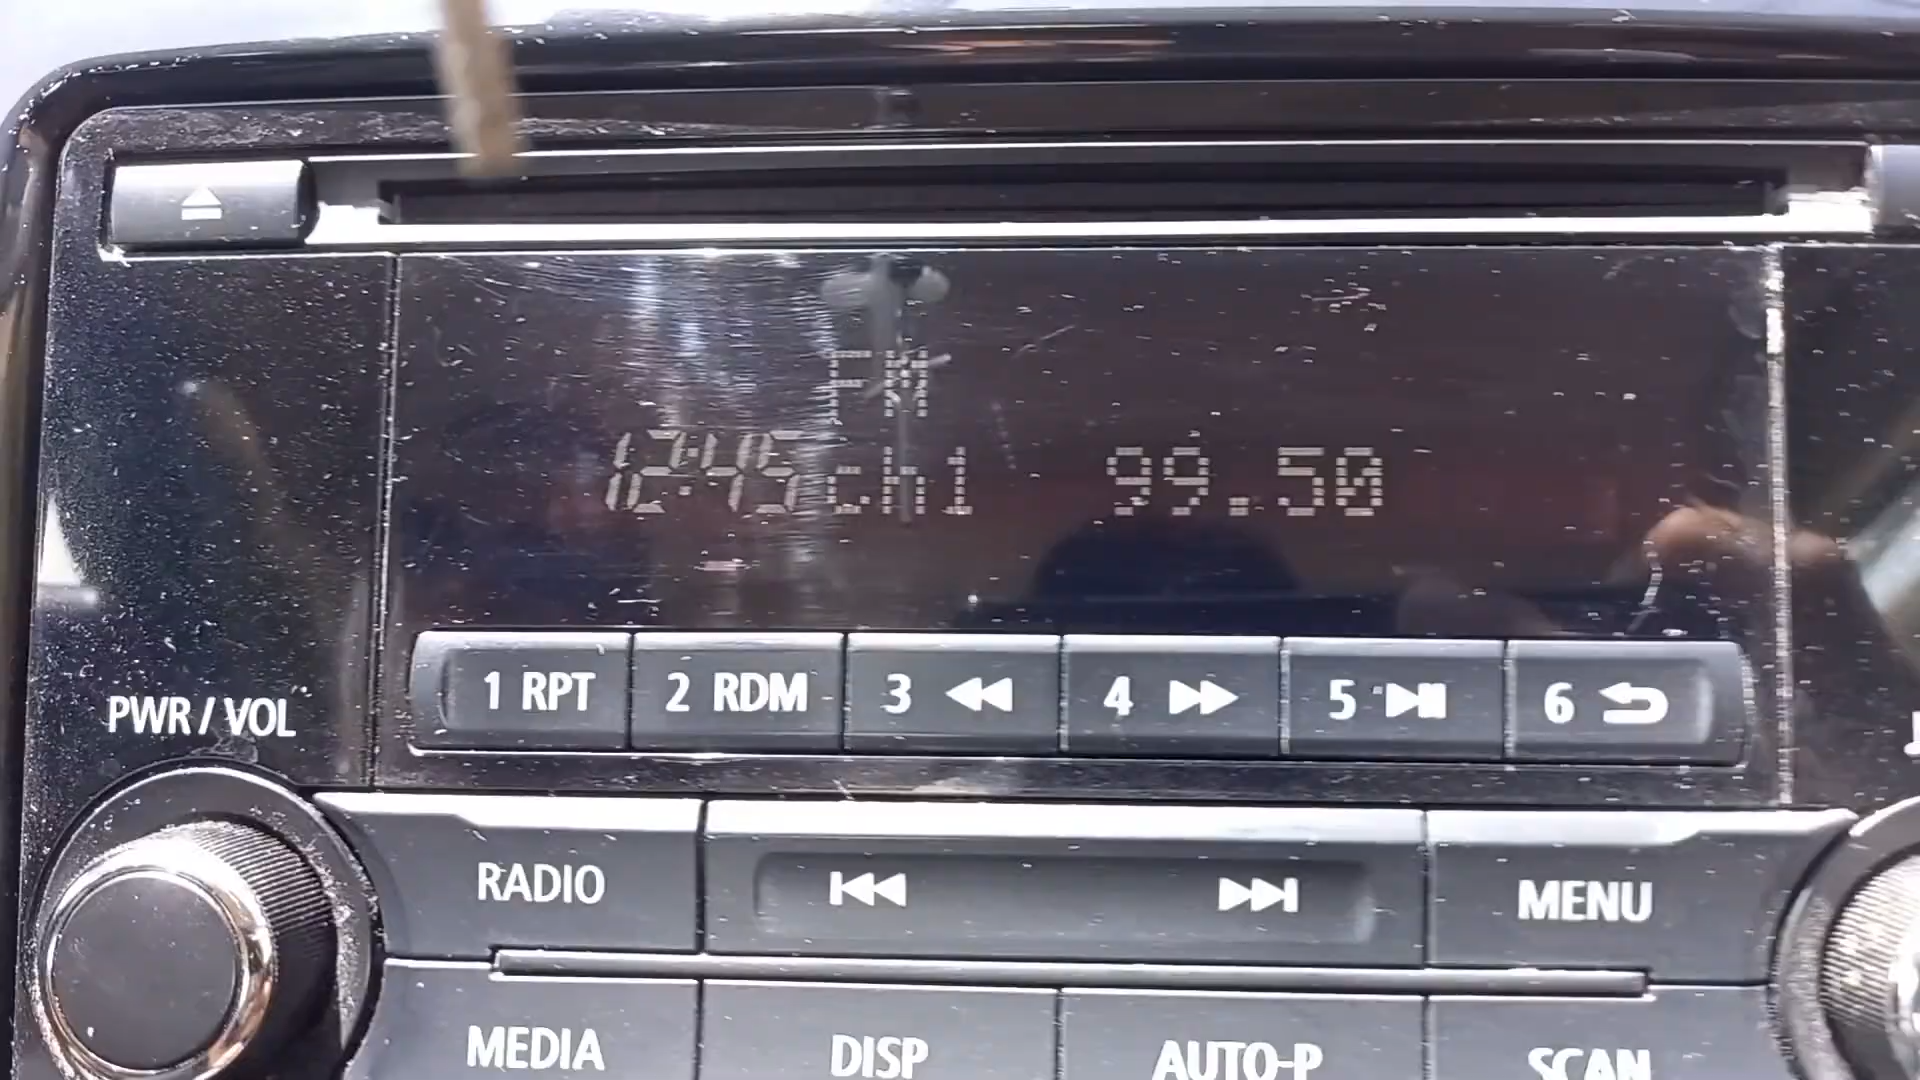 FM
12:45 ch1 99.50
1 RPT 2 RDM 3 4 5 6
PWR / VOL
RADIO MENU
MEDIA DISP AUTO-P SCAN